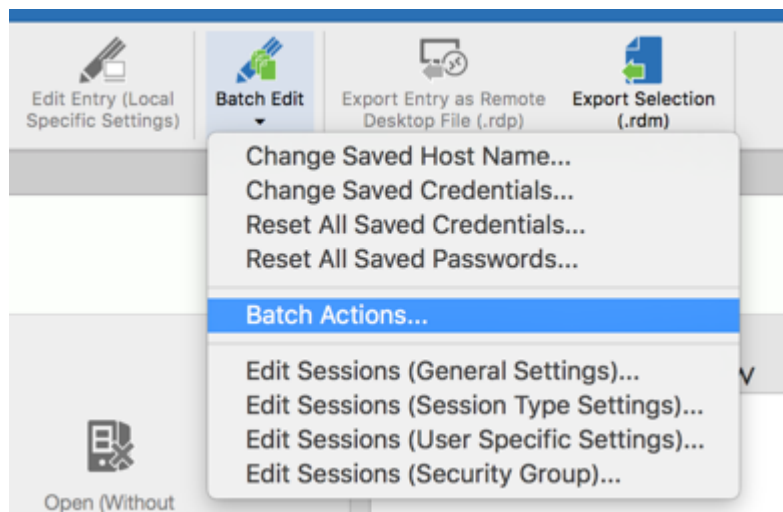 Edit Entry (Local
Specific Settings)
Batch Edit
Export Entry as Remote
Desktop File (.rdp)
Export Selection
(.rdm)
Change Saved Host Name...
Change Saved Credentials...
Reset All Saved Credentials...
Reset All Saved Passwords...
Batch Actions...
Edit Sessions (General Settings)...
Edit Sessions (Session Type Settings)...
Edit Sessions (User Specific Settings)...
Edit Sessions (Security Group)...
Open (Without